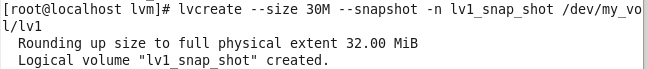 [root@localhost lvm]# lvcreate --size 30M --snapshot -n lv1_snap_shot /dev/my_vo
l/lv1
  Rounding up size to full physical extent 32.00 MiB
  Logical volume "lv1_snap_shot" created.